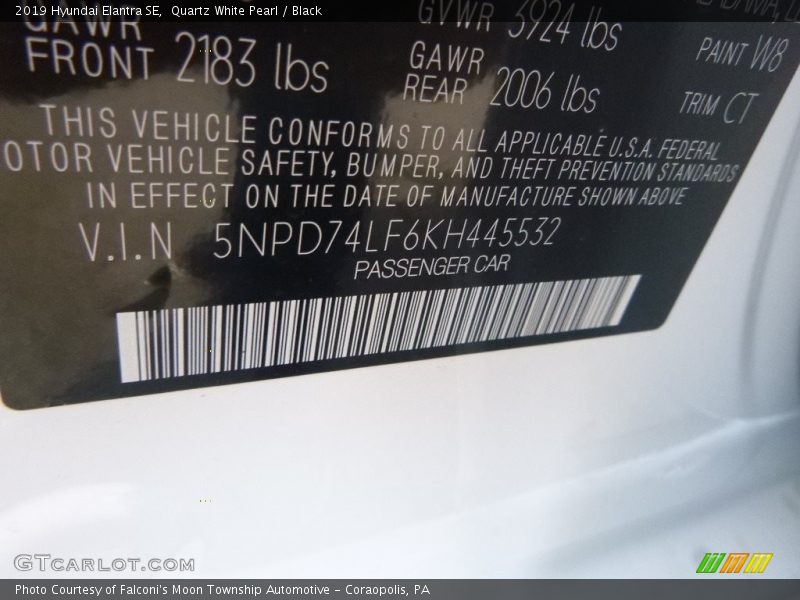 2019 Hyundai Elantra SE,  Quartz White Pearl / Black
GVWR 3924 lbs
GAWR
FRONT 2183 lbs
GAWR
REAR 2006 lbs
PAINT W8
TRIM CT
THIS VEHICLE CONFORMS TO ALL APPLICABLE U.S.A. FEDERAL
OTOR VEHICLE SAFETY, BUMPER, AND THEFT PREVENTION STANDARDS
IN EFFECT ON THE DATE OF MANUFACTURE SHOWN ABOVE
V.I.N 5NPD74LF6KH445532
PASSENGER CAR
GTCARLOT.COM
Photo Courtesy of Falconi's Moon Township Automotive - Coraopolis, PA